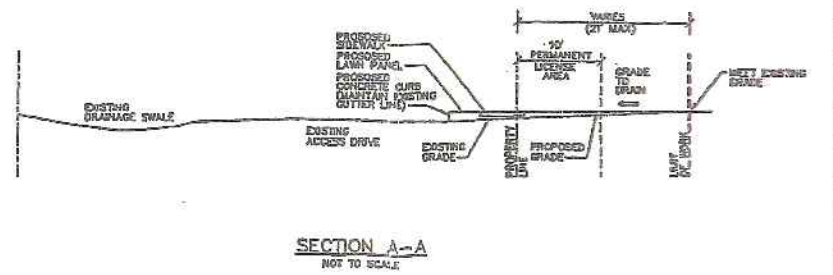 VARIES
(21' MAX)
PROPOSED
SIDEWALK
PROPOSED
LAWN PANEL
PROPOSED
CONCRETE CURB
(MAINTAIN EXISTING
GUTTER LINE)
10'
PERMANENT
LICENSE
AREA
GRADE
TO
DRAIN
MEET EXISTING
GRADE
EXISTING
DRAINAGE SWALE
EXISTING
ACCESS DRIVE
EXISTING
GRADE
PROPERTY
LINE
PROPOSED
GRADE
LIMIT
OF WORK
SECTION A-A
NOT TO SCALE